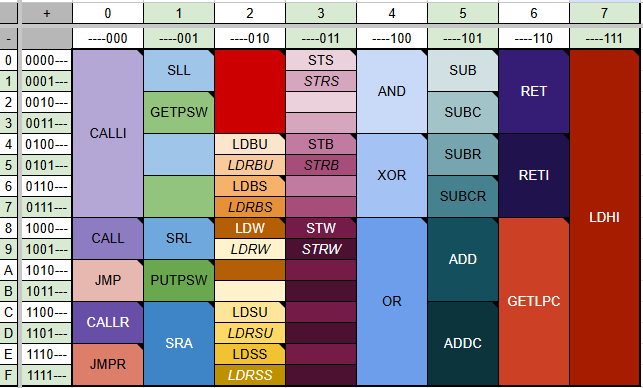 + 0 1 2 3 4 5 6 7
- ----000 ----001 ----010 ----011 ----100 ----101 ----110 ----111
0 0000--- CALLI SLL STS AND SUB RET LDHI
1 0001--- STRS
2 0010--- GETPSW SUBC
3 0011---
4 0100--- LDBU STB XOR SUBR RETI
5 0101--- LDRBU STRB
6 0110--- LDBS SUBCR
7 0111--- LDRBS
8 1000--- CALL SRL LDW STW OR ADD GETLPC
9 1001--- LDRW STRW
A 1010--- JMP PUTPSW
B 1011---
C 1100--- CALLR SRA LDSU ADDC
D 1101--- LDRSU
E 1110--- JMPR LDSS
F 1111--- LDRSS